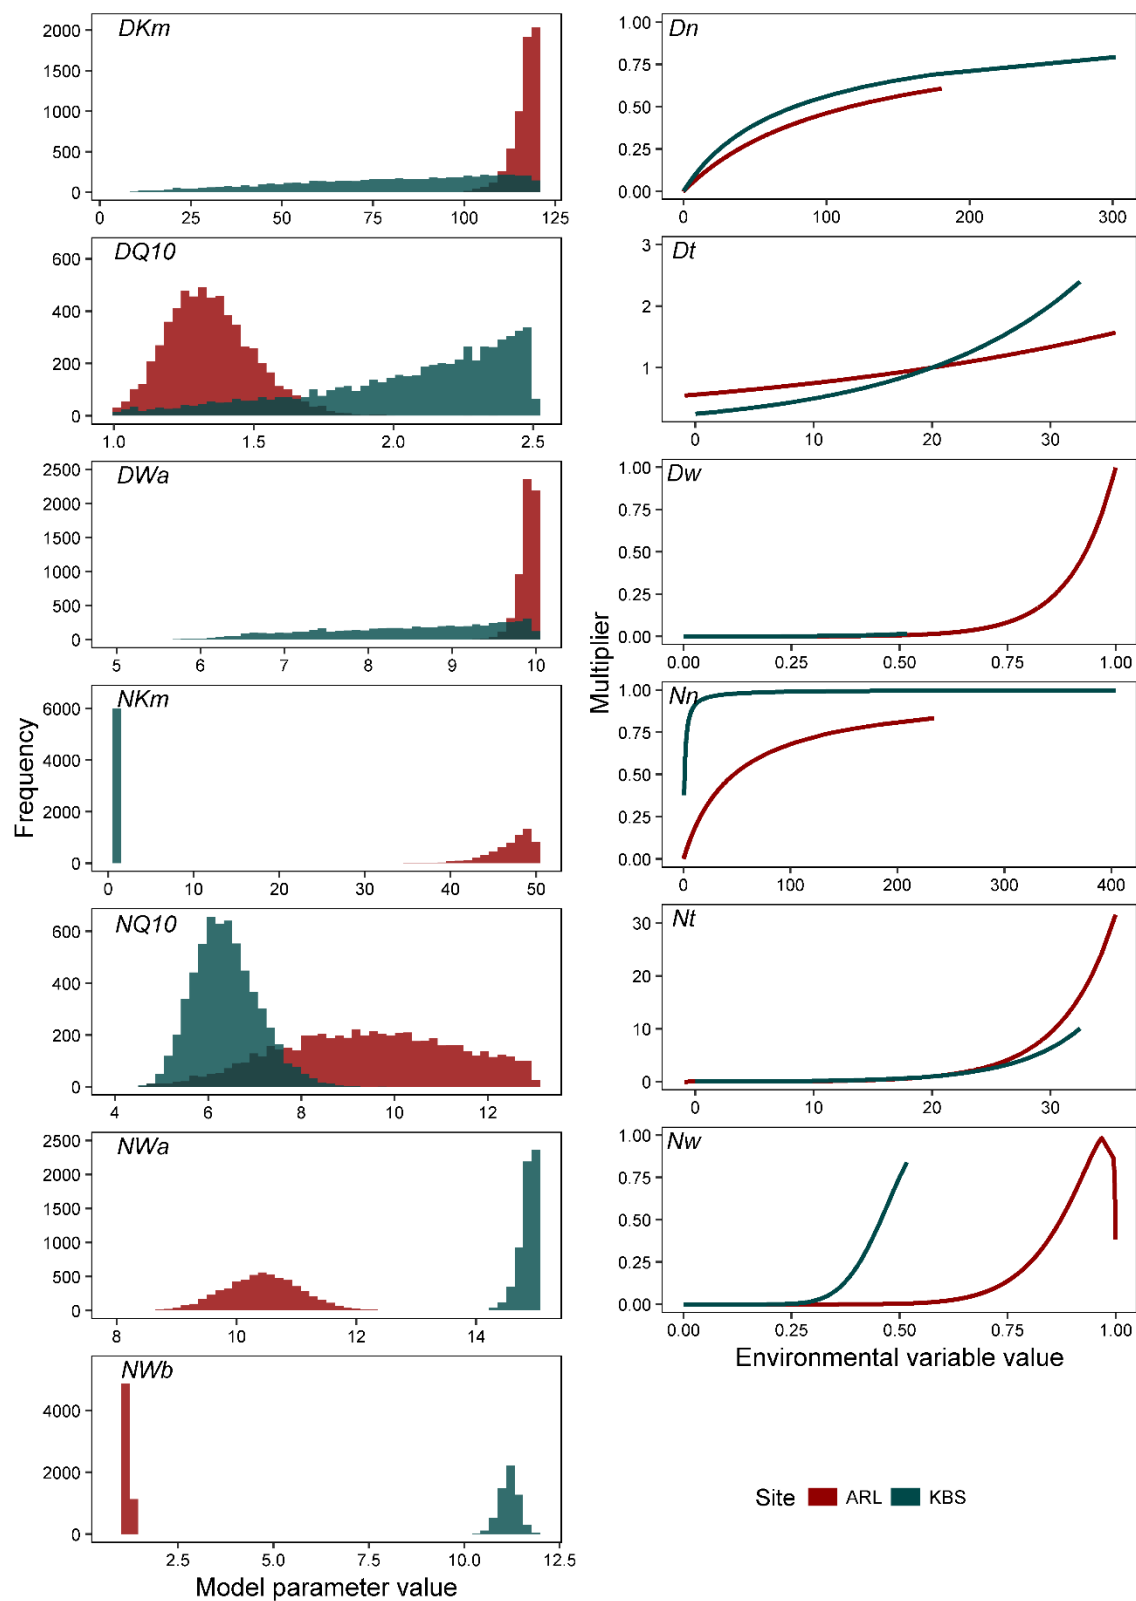 DKm
2000
1500
1000
500
0
0 25 50 75 100 125
DQ10
600
400
200
0
1.0 1.5 2.0 2.5
DWa
2500
2000
1500
1000
500
0
5 6 7 8 9 10
NKm
6000
4000
2000
0
0 10 20 30 40 50
NQ10
600
400
200
0
4 6 8 10 12
NWa
2500
2000
1500
1000
500
0
8 10 12 14
NWb
4000
2000
0
2.5 5.0 7.5 10.0 12.5
Frequency
Model parameter value
Dn
1.00
0.75
0.50
0.25
0.00
0 100 200 300
Dt
3
2
1
0 10 20 30
Dw
1.00
0.75
0.50
0.25
0.00
0.00 0.25 0.50 0.75 1.00
Nn
1.00
0.75
0.50
0.25
0.00
0 100 200 300 400
Nt
30
20
10
0
0 10 20 30
Nw
1.00
0.75
0.50
0.25
0.00
0.00 0.25 0.50 0.75 1.00
Multiplier
Environmental variable value
Site ARL KBS